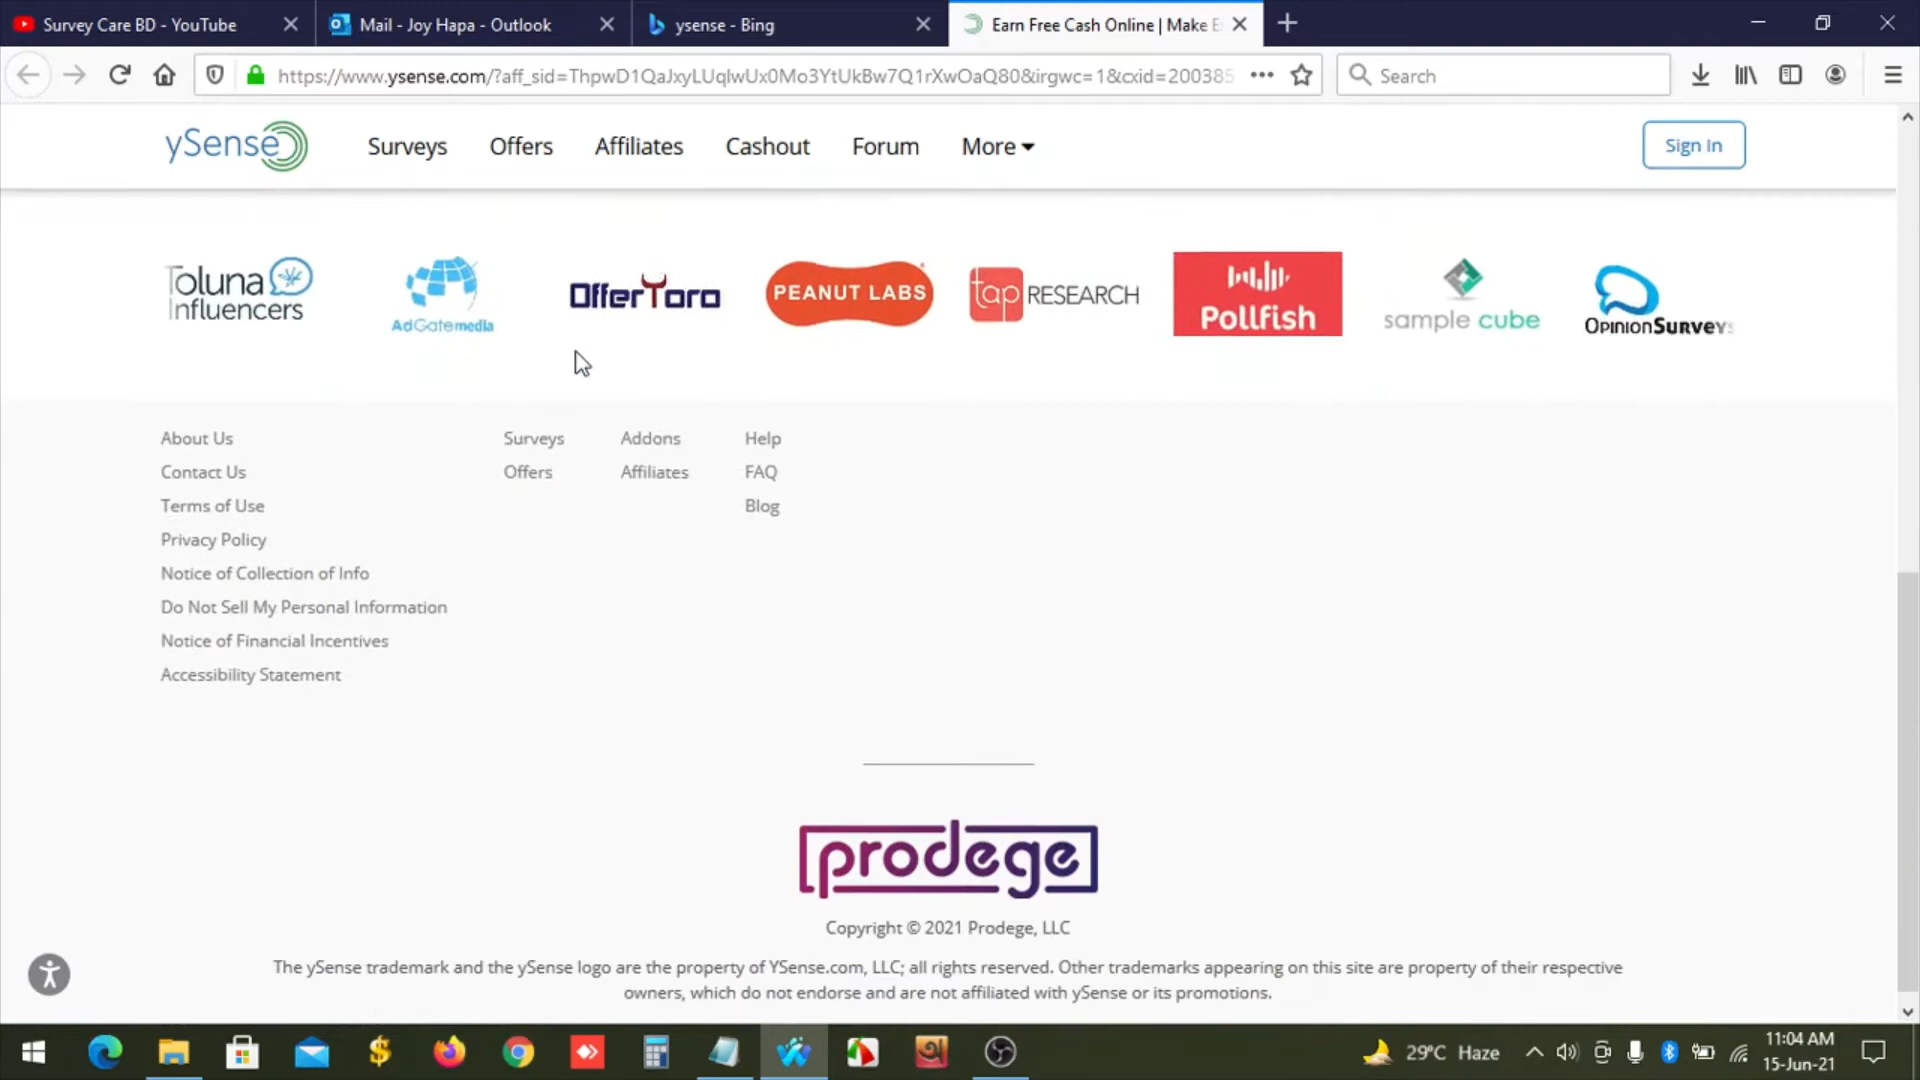 Survey Care BD - YouTube
Mail - Joy Hapa - Outlook
ysense - Bing
Earn Free Cash Online | Make E
https://www.ysense.com/?aff_sid=ThpwD1QaJxyLUqlwUx0Mo3YtUkBw7Q1rXwOaQ80&irgwc=1&cxid=200385
Search
ySense
Surveys
Offers
Affiliates
Cashout
Forum
More
Sign In
Toluna
Influencers
AdGatemedia
OfferToro
PEANUT LABS
tap RESEARCH
Pollfish
sample cube
OPINIONSURVEYS
About Us
Contact Us
Terms of Use
Privacy Policy
Notice of Collection of Info
Do Not Sell My Personal Information
Notice of Financial Incentives
Accessibility Statement
Surveys
Offers
Addons
Affiliates
Help
FAQ
Blog
prodege
Copyright © 2021 Prodege, LLC
The ySense trademark and the ySense logo are the property of YSense.com, LLC; all rights reserved. Other trademarks appearing on this site are property of their respective
owners, which do not endorse and are not affiliated with ySense or its promotions.
29°C Haze
11:04 AM
15-Jun-21